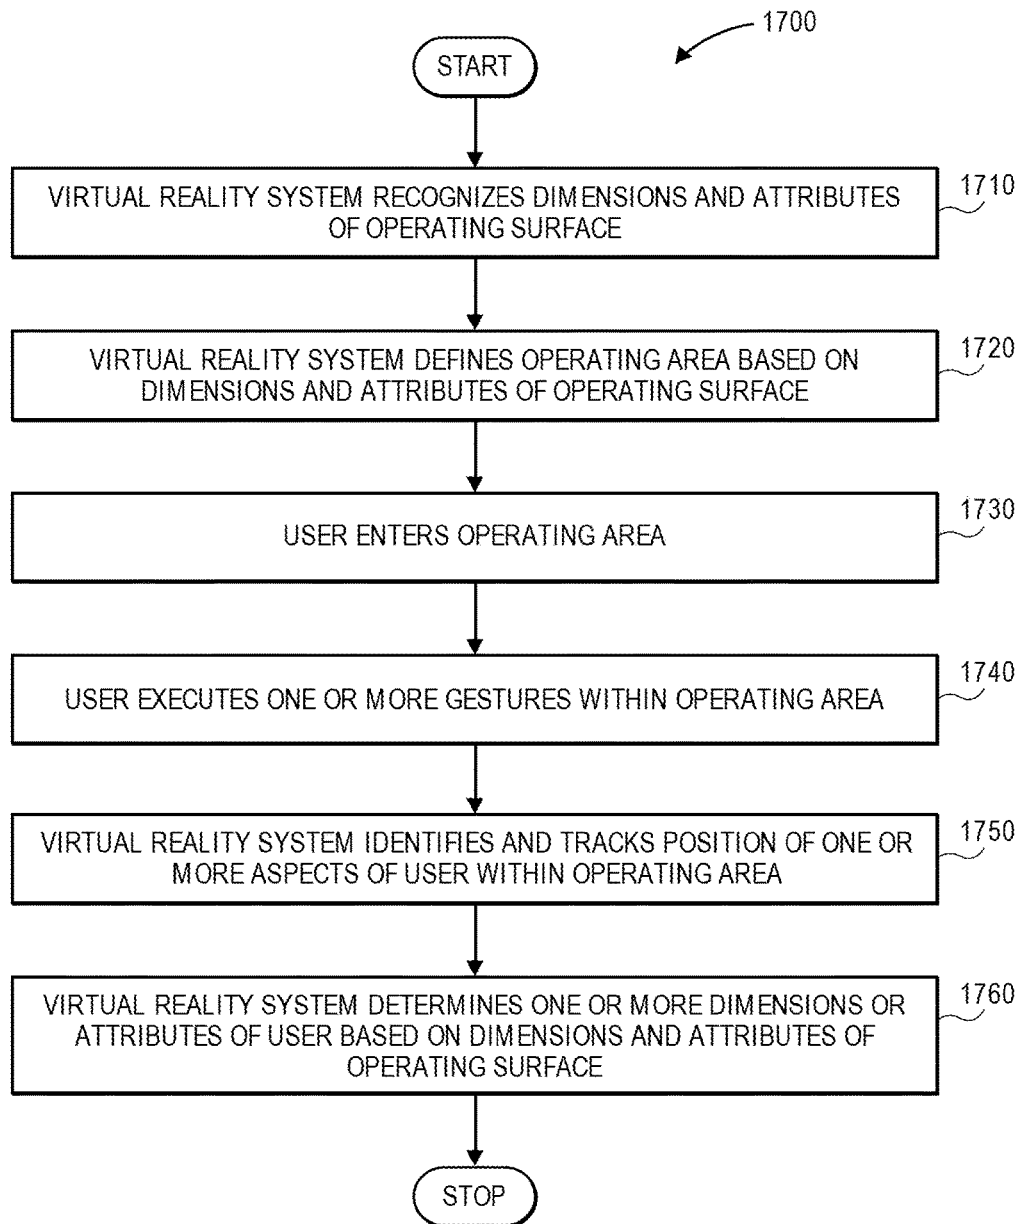 1700
START
VIRTUAL REALITY SYSTEM RECOGNIZES DIMENSIONS AND ATTRIBUTES
OF OPERATING SURFACE
1710
VIRTUAL REALITY SYSTEM DEFINES OPERATING AREA BASED ON
DIMENSIONS AND ATTRIBUTES OF OPERATING SURFACE
1720
USER ENTERS OPERATING AREA
1730
USER EXECUTES ONE OR MORE GESTURES WITHIN OPERATING AREA
1740
VIRTUAL REALITY SYSTEM IDENTIFIES AND TRACKS POSITION OF ONE OR
MORE ASPECTS OF USER WITHIN OPERATING AREA
1750
VIRTUAL REALITY SYSTEM DETERMINES ONE OR MORE DIMENSIONS OR
ATTRIBUTES OF USER BASED ON DIMENSIONS AND ATTRIBUTES OF
OPERATING SURFACE
1760
STOP